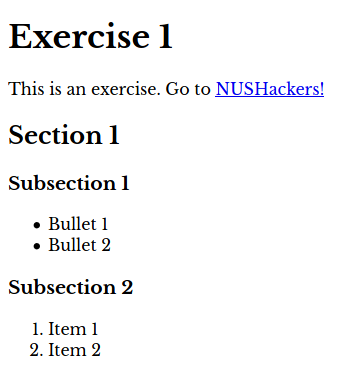 Exercise 1
This is an exercise. Go to NUSHackers!
Section 1
Subsection 1
• Bullet 1
• Bullet 2
Subsection 2
1. Item 1
2. Item 2